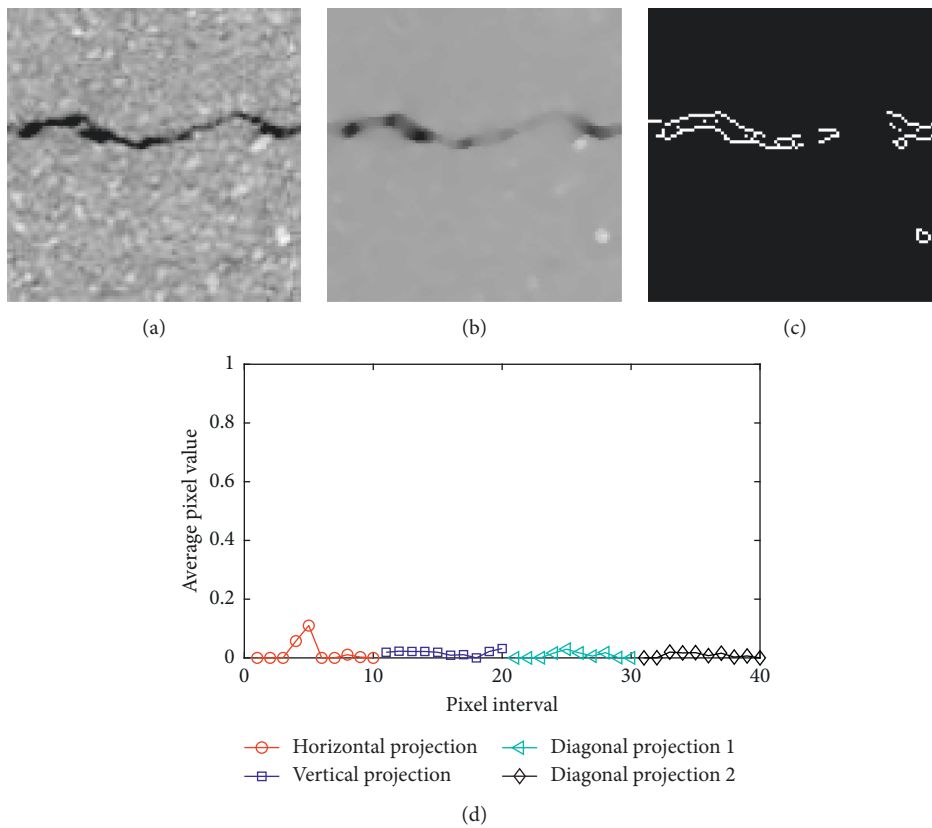 (a)
(b)
(c)
1
0.8
0.6
0.4
0.2
0
Average pixel value
0
10
20
30
40
Pixel interval
Horizontal projection
Diagonal projection 1
Vertical projection
Diagonal projection 2
(d)